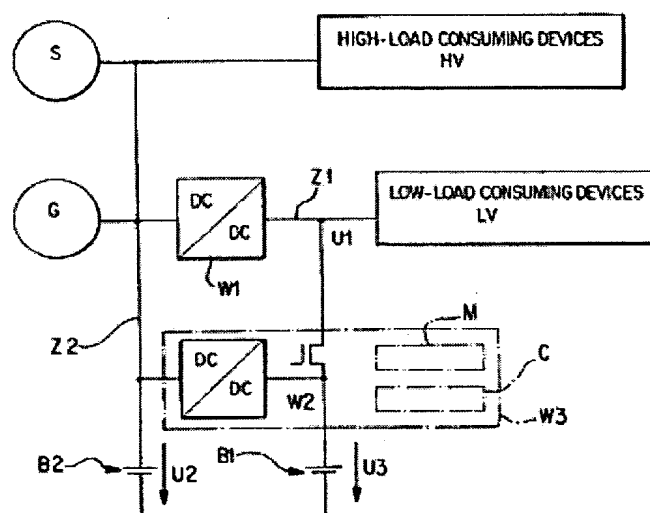 S
HIGH-LOAD CONSUMING DEVICES
HV
G
DC
DC
W1
Z1
U1
LOW-LOAD CONSUMING DEVICES
LV
Z2
M
DC
DC
W2
C
W3
B2
U2
B1
U3